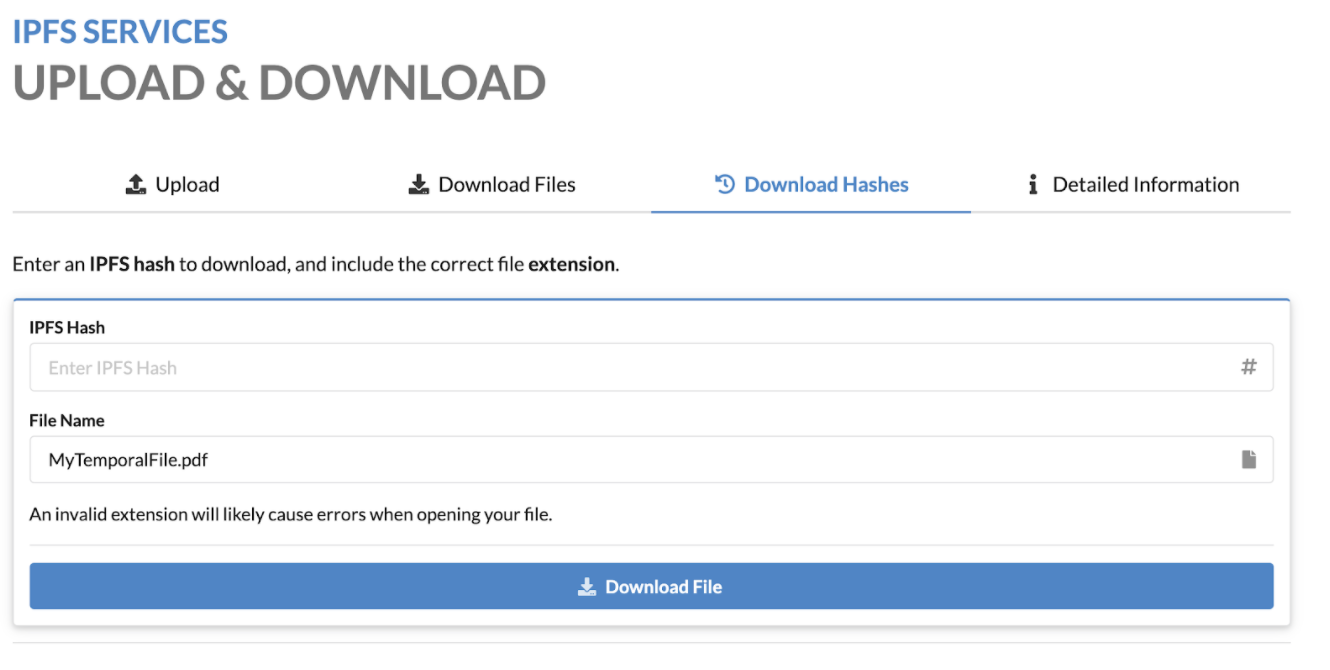 IPFS SERVICES
UPLOAD & DOWNLOAD
Upload
Download Files
Download Hashes
Detailed Information
Enter an IPFS hash to download, and include the correct file extension.
IPFS Hash
Enter IPFS Hash
#
File Name
MyTemporalFile.pdf
An invalid extension will likely cause errors when opening your file.
Download File